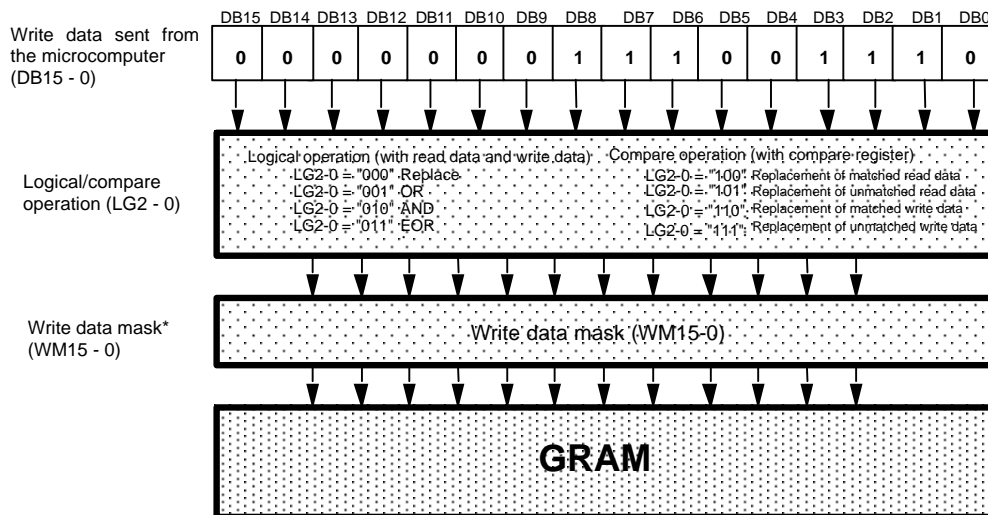 DB15 DB14 DB13 DB12 DB11 DB10 DB9 DB8 DB7 DB6 DB5 DB4 DB3 DB2 DB1 DB0
Write data sent from
the microcomputer
(DB15 - 0)
0 0 0 0 0 0 0 1 1 1 0 0 1 1 1 0
Logical/compare
operation (LG2 - 0)
Logical operation (with read data and write data)
LG2-0 = "000" Replace
LG2-0 = "001" OR
LG2-0 = "010" AND
LG2-0 = "011" EOR
Compare operation (with compare register)
LG2-0 = "100": Replacement of matched read data
LG2-0 = "101": Replacement of unmatched read data
LG2-0 = "110": Replacement of matched write data
LG2-0 = "111": Replacement of unmatched write data
Write data mask*
(WM15 - 0)
Write data mask (WM15-0)
GRAM